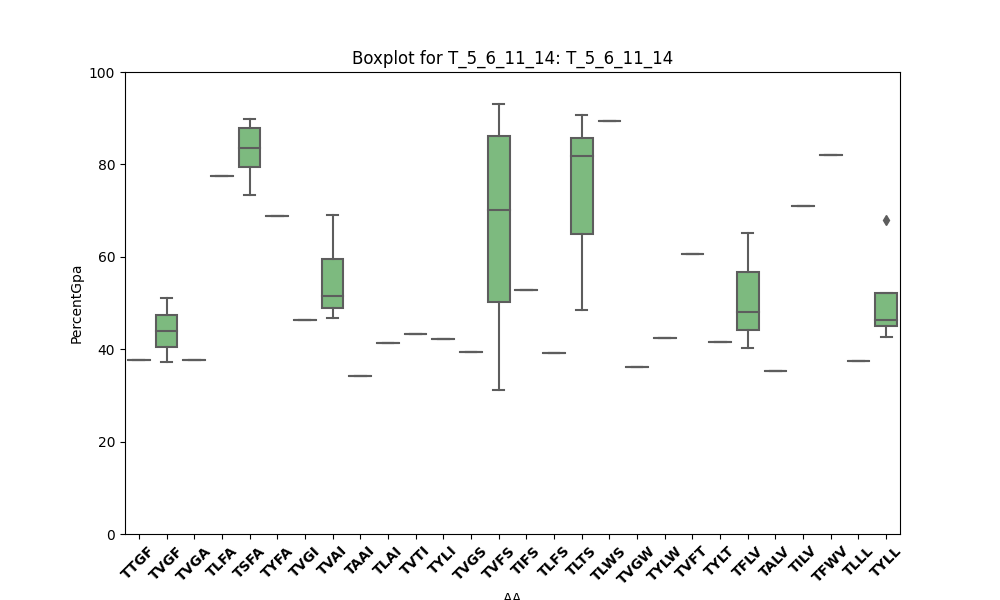 Boxplot for T_5_6_11_14: T_5_6_11_14
100
80
60
40
20
0
PercentGpa
TTGF TVGF TVGA TLFA TSFA TYFA TVGI TVAI TAAI TLAI TVTI TYLI TVGS TVFS TIFS TLFS TLTS TLWS TVGW TYLW TVFT TYLT TFLV TALV TILV TFWV TLLL TYLL
AA